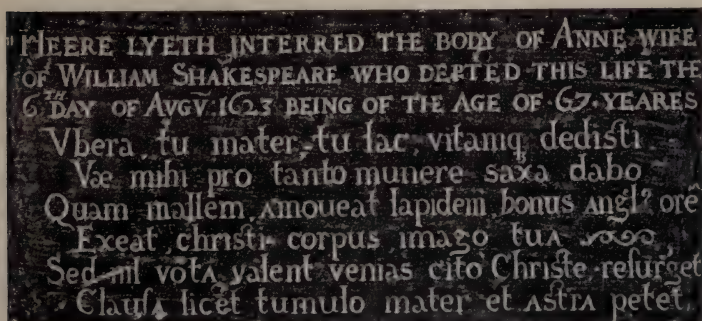 "HEERE LYETH INTERRED THE BODY OF ANNE WIFE
OF WILLIAM SHAKESPEARE WHO DEPTED THIS LIFE THE
6TH DAY OF AVGVˢᵗ 1623 BEING OF THE AGE OF 67 YEARES
Vbera, tu mater, tu lac, vitamq dedisti
Væ mihi pro tanto munere saxa dabo
Quam mallem, amoueat lapidem, bonus angl⁹ orē
Exeat christi corpus imago tua
Sed nil vota valent venias cito Christe resurget
Clausa licet tumulo mater et astra petet